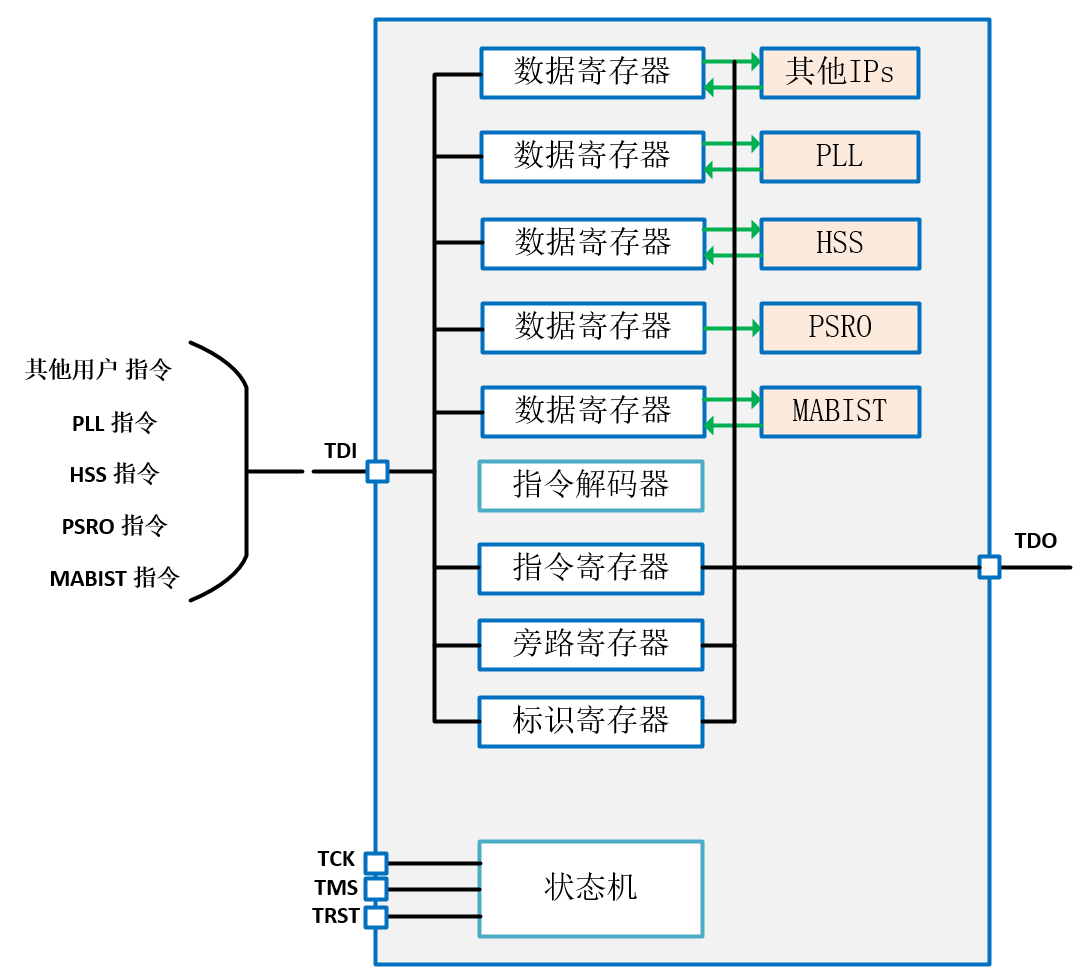 数据寄存器
其他IPs
数据寄存器
PLL
数据寄存器
HSS
数据寄存器
PSRO
数据寄存器
MABIST
其他用户 指令
PLL 指令
HSS 指令
PSRO 指令
MABIST 指令
TDI
指令解码器
指令寄存器
TDO
旁路寄存器
标识寄存器
TCK
TMS
TRST
状态机